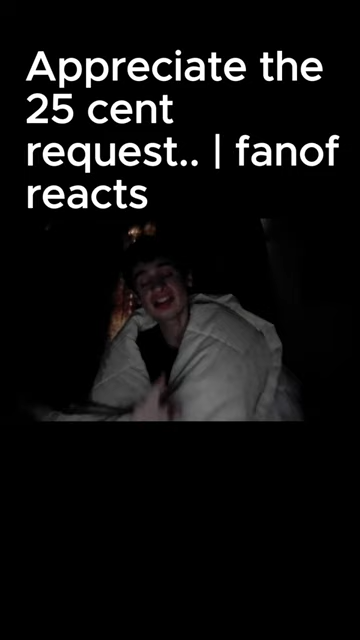 Appreciate the
25 cent
request.. | fanof
reacts